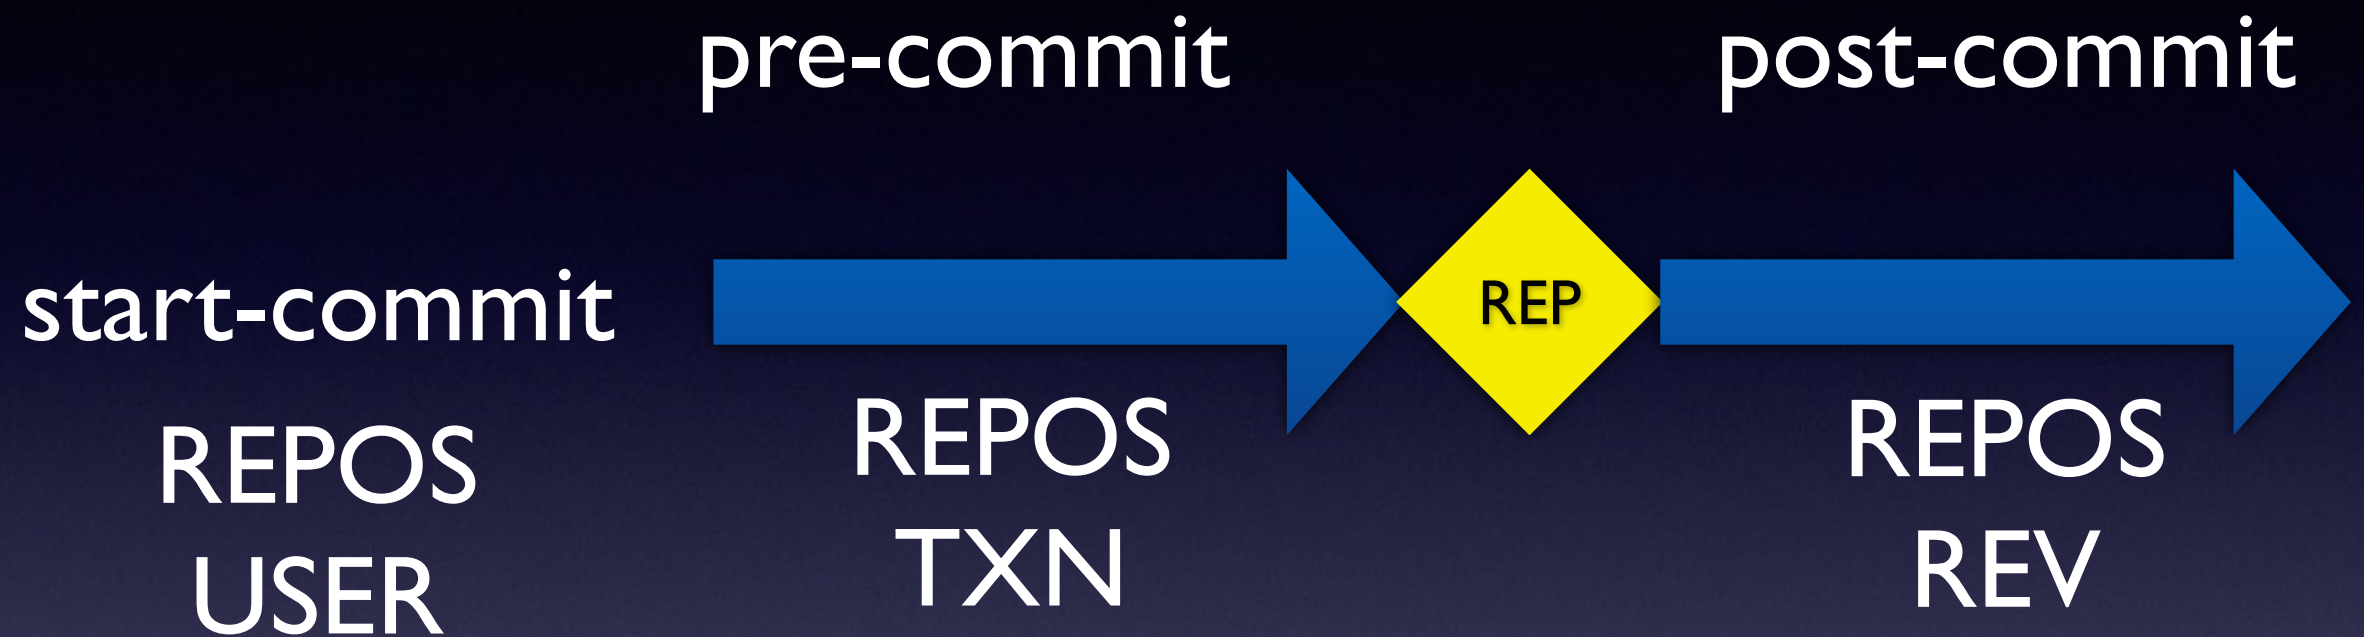 pre-commit
post-commit
start-commit
REP
REPOS
USER
REPOS
TXN
REPOS
REV